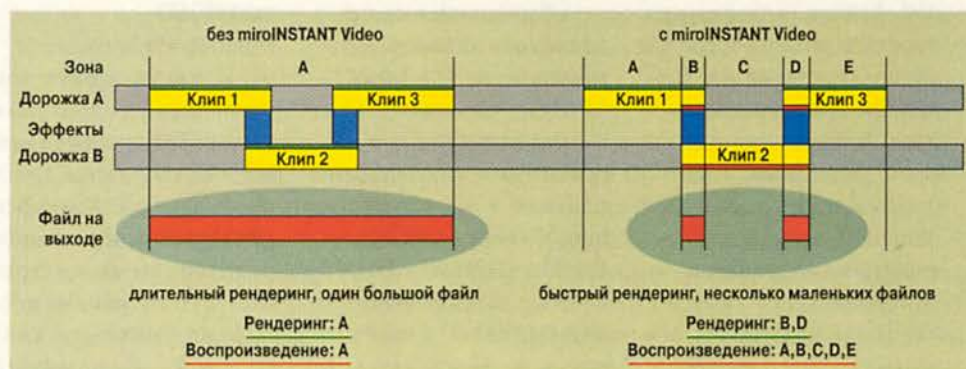 без miroINSTANT Video
с miroINSTANT Video
Зона
A
A
B
C
D
E
Дорожка A
Клип 1
Клип 3
Клип 1
Клип 3
Эффекты
Дорожка B
Клип 2
Клип 2
Файл на
выходе
длительный рендеринг, один большой файл
быстрый рендеринг, несколько маленьких файлов
Рендеринг: A
Рендеринг: B,D
Воспроизведение: A
Воспроизведение: A,B,C,D,E